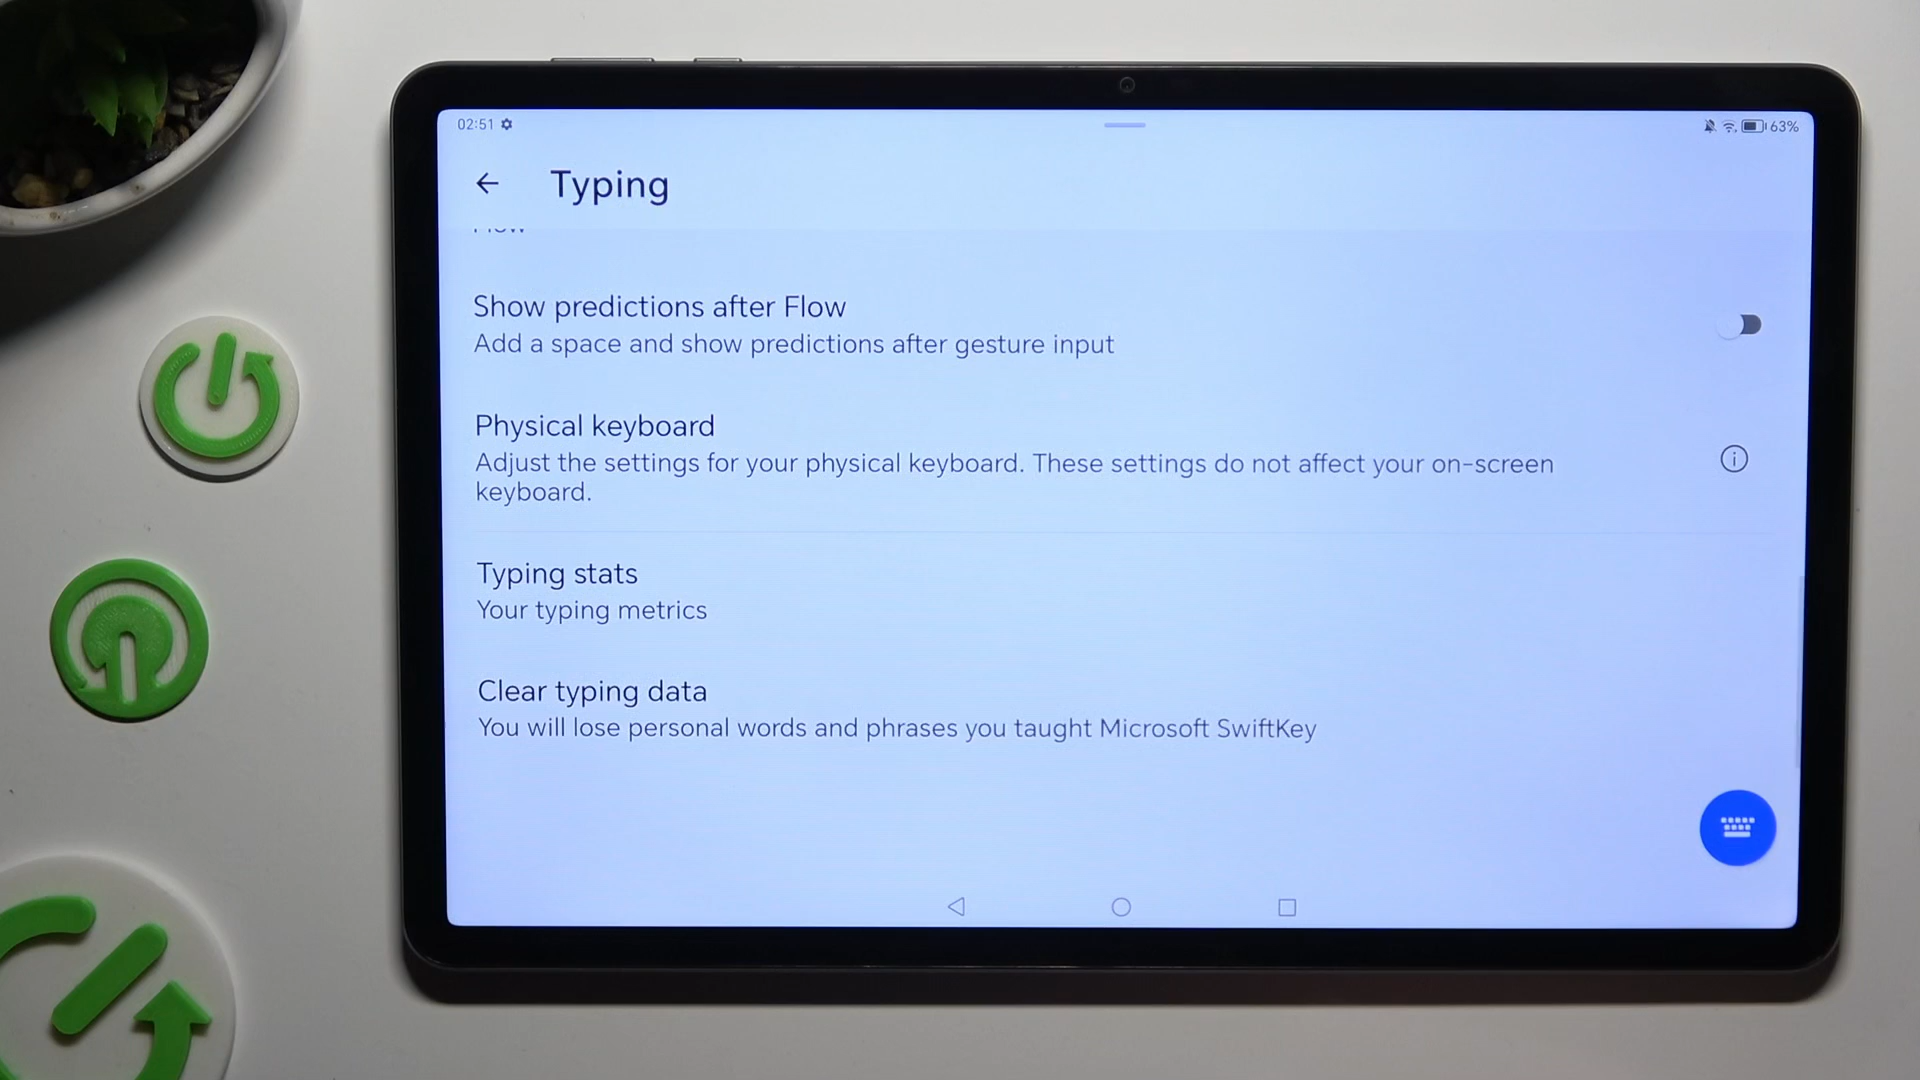 02:51
63%
Typing
Show predictions after Flow
Add a space and show predictions after gesture input
Physical keyboard
Adjust the settings for your physical keyboard. These settings do not affect your on-screen
keyboard.
Typing stats
Your typing metrics
Clear typing data
You will lose personal words and phrases you taught Microsoft SwiftKey